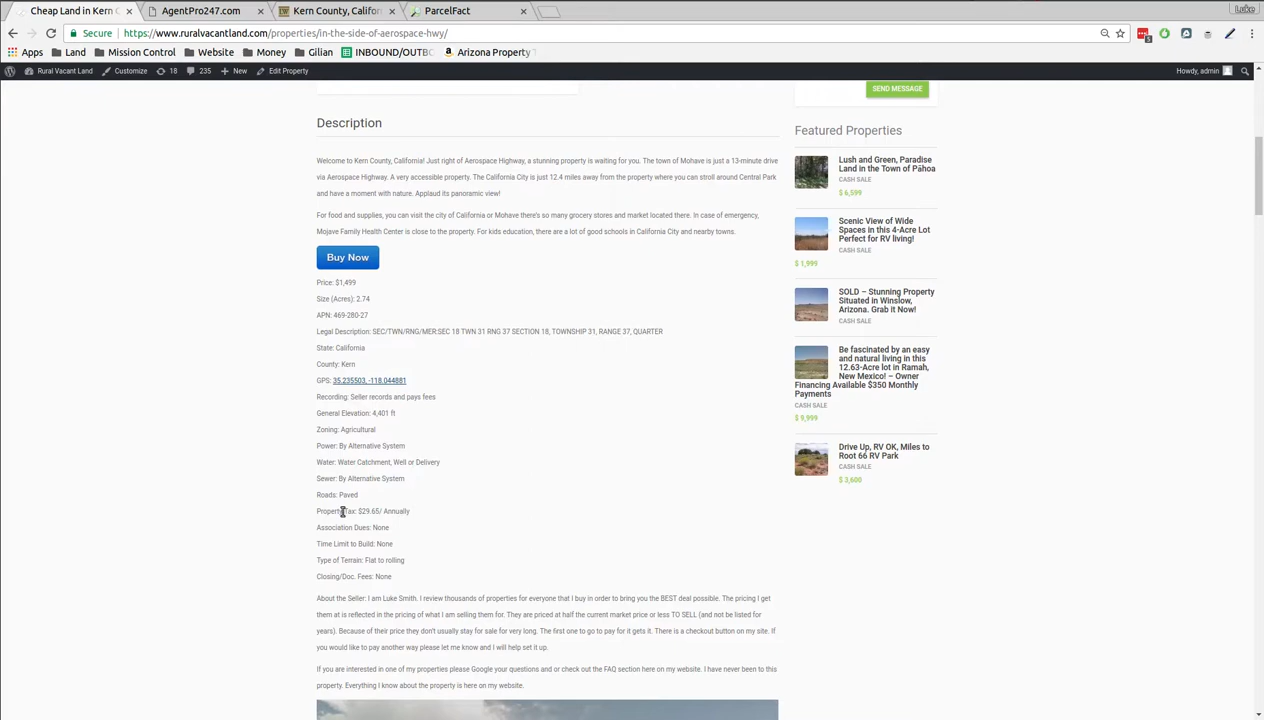 Cheap Land in Kern C
AgentPro247.com
Kern County, Califor
ParcelFact
Secure
https://www.ruralvacantland.com/properties/in-the-side-of-aerospace-hwy/
Apps
Land
Mission Control
Website
Money
Gilian
INBOUND/OUTBO
Arizona Property T
Rural Vacant Land
Customize
18
235
New
Edit Property
Howdy, admin
SEND MESSAGE
Description
Welcome to Kern County, California! Just right of Aerospace Highway, a stunning property is waiting for you. The town of Mohave is just a 13-minute drive
via Aerospace Highway. A very accessible property. The California City is just 12.4 miles away from the property where you can stroll around Central Park
and have a moment with nature. Applaud its panoramic view!
For food and supplies, you can visit the city of California or Mohave there's so many grocery stores and market located there. In case of emergency,
Mojave Family Health Center is close to the property. For kids education, there are a lot of good schools in California City and nearby towns.
Buy Now
Price: $1,499
Size (Acres): 2.74
APN: 469-280-27
Legal Description: SEC/TWN/RNG/MER:SEC 18 TWN 31 RNG 37 SECTION 18, TOWNSHIP 31, RANGE 37, QUARTER
State: California
County: Kern
GPS: 35.235503, -118.044881
Recording: Seller records and pays fees
General Elevation: 4,401 ft
Zoning: Agricultural
Power: By Alternative System
Water: Water Catchment, Well or Delivery
Sewer: By Alternative System
Roads: Paved
Property Tax: $29.65/ Annually
Association Dues: None
Time Limit to Build: None
Type of Terrain: Flat to rolling
Closing/Doc. Fees: None
About the Seller: I am Luke Smith. I review thousands of properties for everyone that I buy in order to bring you the BEST deal possible. The pricing I get
them at is reflected in the pricing of what I am selling them for. They are priced at half the current market price or less TO SELL (and not be listed for
years). Because of their price they don't usually stay for sale for very long. The first one to go to pay for it gets it. There is a checkout button on my site. If
you would like to pay another way please let me know and I will help set it up.
If you are interested in one of my properties please Google your questions and or check out the FAQ section here on my website. I have never been to this
property. Everything I know about the property is here on my website.
Featured Properties
Lush and Green, Paradise
Land in the Town of Pahoa
CASH SALE
$ 6,599
Scenic View of Wide
Spaces in this 4-Acre Lot
Perfect for RV living!
CASH SALE
$ 1,999
SOLD – Stunning Property
Situated in Winslow,
Arizona. Grab It Now!
CASH SALE
Be fascinated by an easy
and natural living in this
12.63-Acre lot in Ramah,
New Mexico! – Owner
Financing Available $350 Monthly
Payments
CASH SALE
$ 9,999
Drive Up, RV OK, Miles to
Root 66 RV Park
CASH SALE
$ 3,600